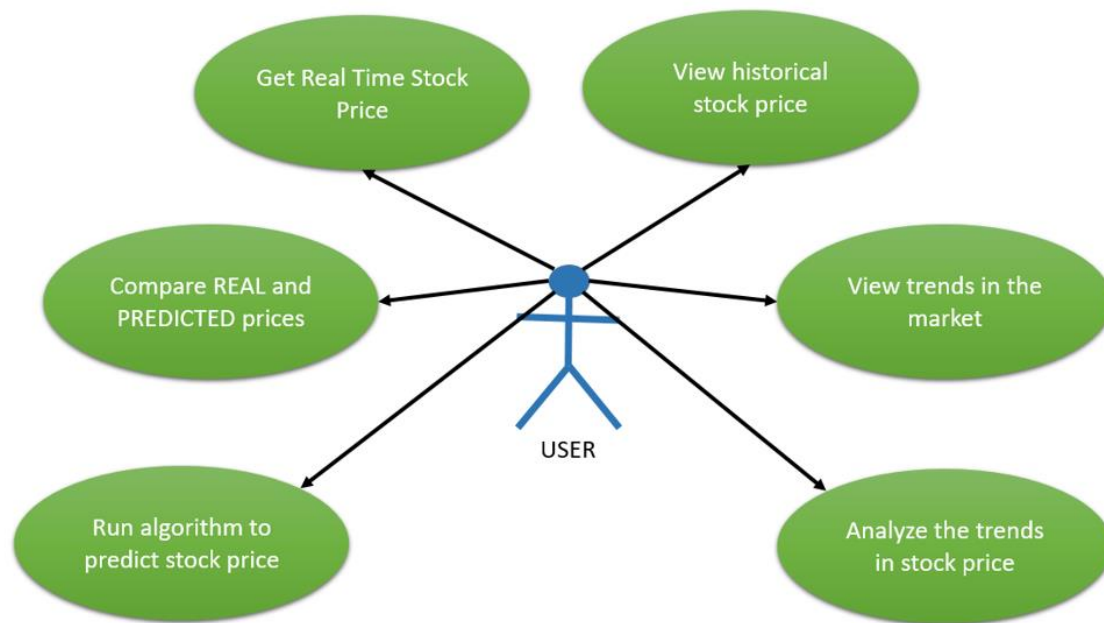 Get Real Time Stock
Price
View historical
stock price
Compare REAL and
PREDICTED prices
View trends in the
market
USER
Run algorithm to
predict stock price
Analyze the trends
in stock price